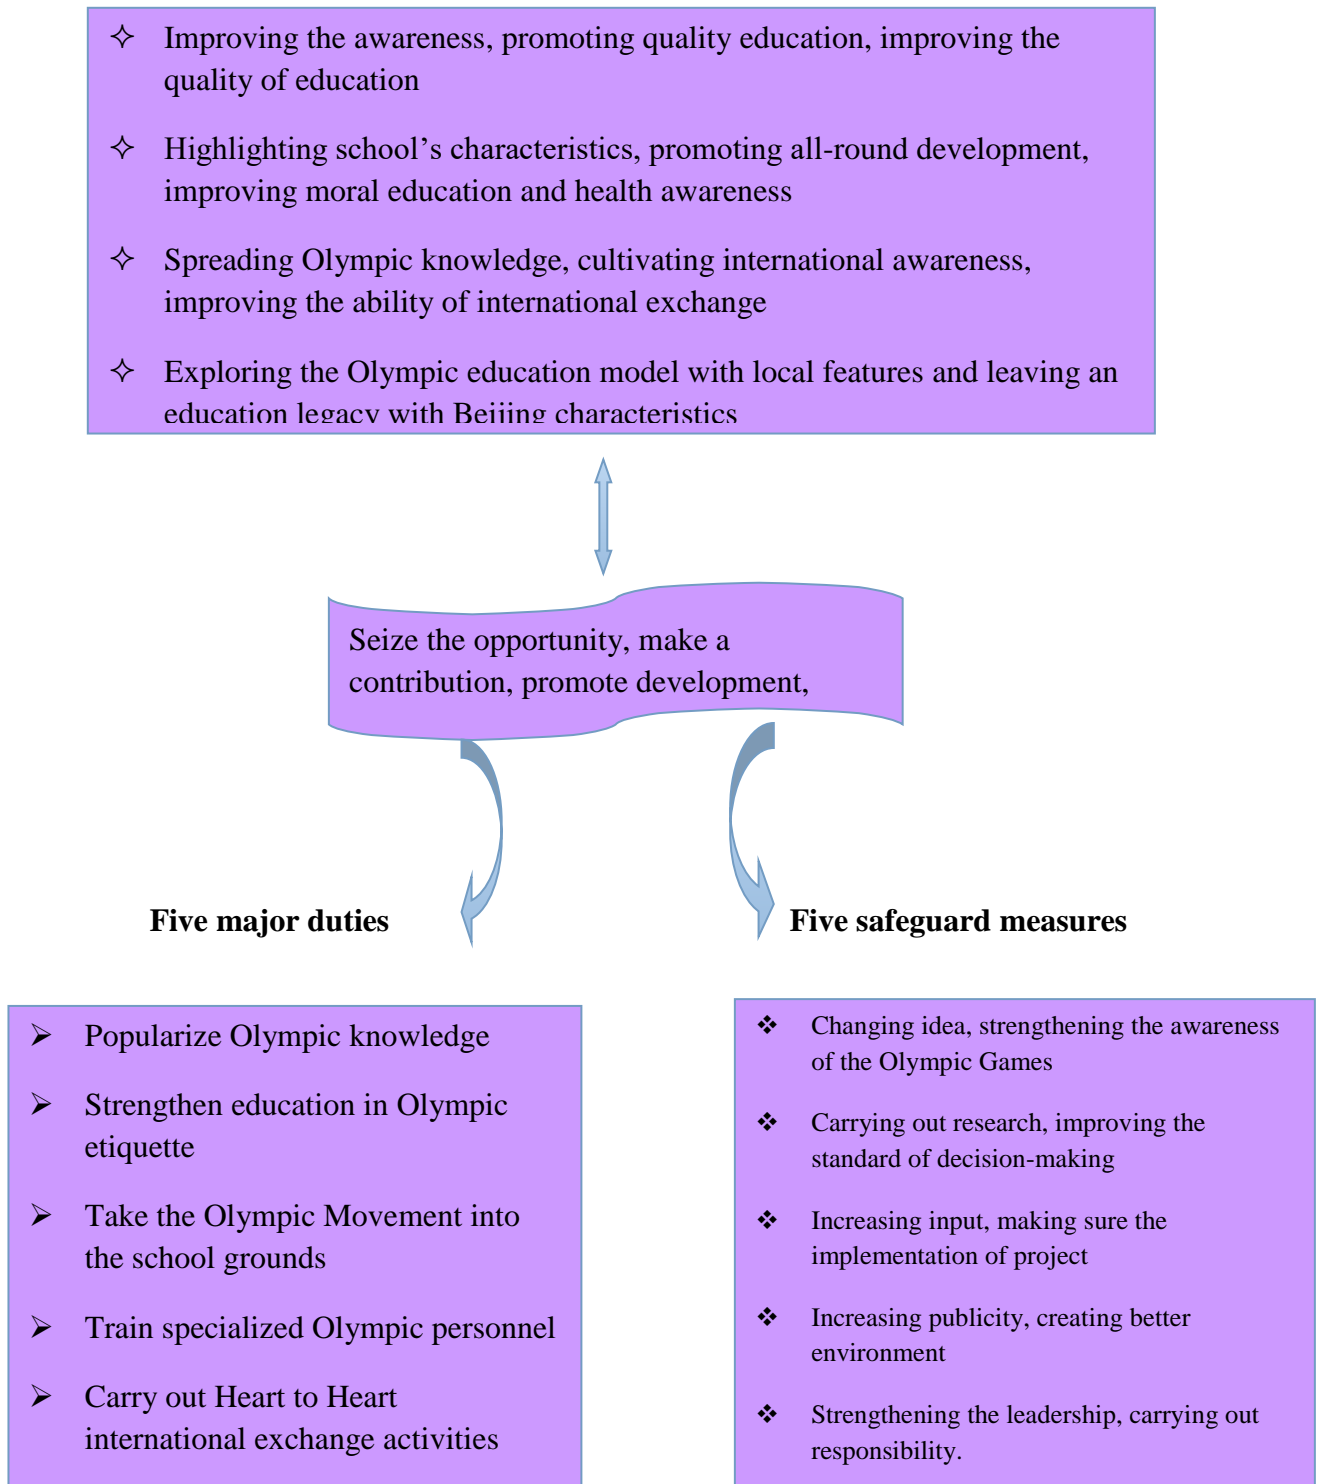 Improving the awareness, promoting quality education, improving the
quality of education
Highlighting school’s characteristics, promoting all-round development,
improving moral education and health awareness
Spreading Olympic knowledge, cultivating international awareness,
improving the ability of international exchange
Exploring the Olympic education model with local features and leaving an
education legacy with Beijing characteristics
Seize the opportunity, make a
contribution, promote development,
Five major duties
Five safeguard measures
Popularize Olympic knowledge
Strengthen education in Olympic
etiquette
Take the Olympic Movement into
the school grounds
Train specialized Olympic personnel
Carry out Heart to Heart
international exchange activities
Changing idea, strengthening the awareness
of the Olympic Games
Carrying out research, improving the
standard of decision-making
Increasing input, making sure the
implementation of project
Increasing publicity, creating better
environment
Strengthening the leadership, carrying out
responsibility.